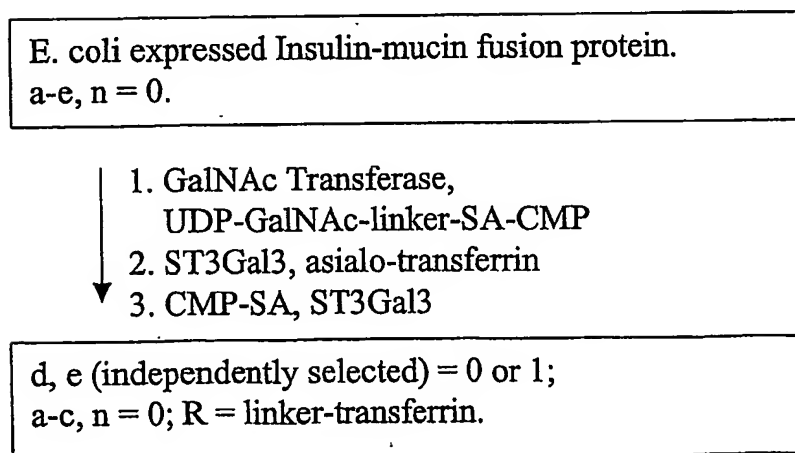 E. coli expressed Insulin-mucin fusion protein.
a-e, n = 0.
1. GalNAc Transferase,
UDP-GalNAc-linker-SA-CMP
2. ST3Gal3, asialo-transferrin
3. CMP-SA, ST3Gal3
d, e (independently selected) = 0 or 1;
a-c, n = 0; R = linker-transferrin.